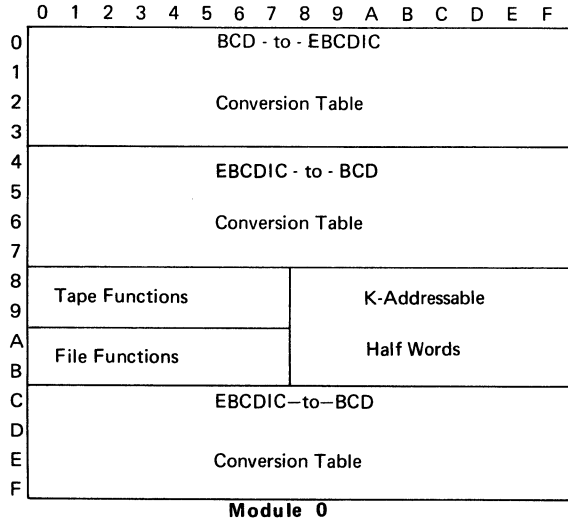 0 1 2 3 4 5 6 7 8 9 A B C D E F
0 BCD - to - EBCDIC
1
2 Conversion Table
3
4 EBCDIC - to - BCD
5
6 Conversion Table
7
8 Tape Functions K-Addressable
9
A File Functions Half Words
B
C EBCDIC—to—BCD
D
E Conversion Table
F
Module 0